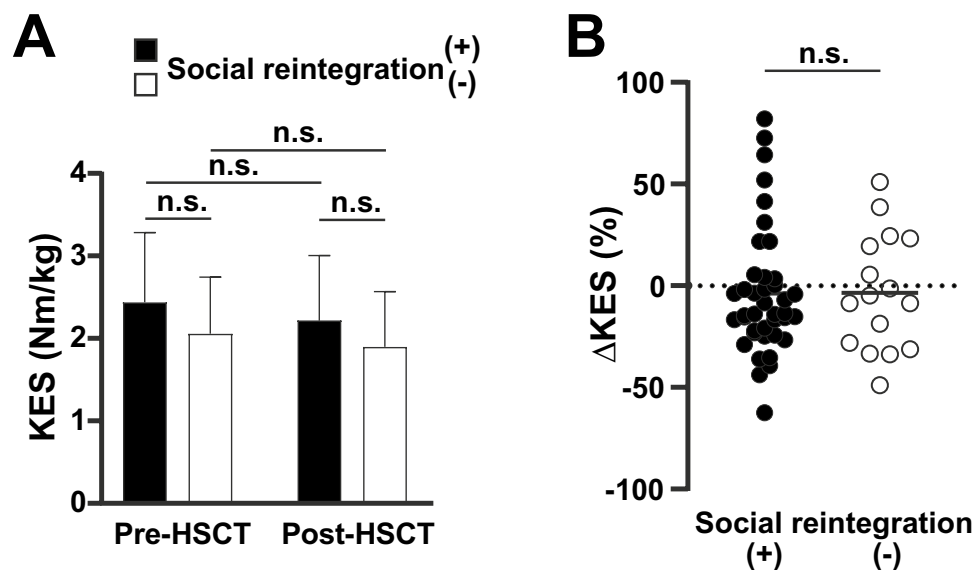 A
Social reintegration (+)
(-)
n.s.
n.s.
n.s.
n.s.
KES (Nm/kg)
4
3
2
1
0
Pre-HSCT Post-HSCT
B
n.s.
ΔKES (%)
100
50
0
-50
-100
Social reintegration
(+) (-)